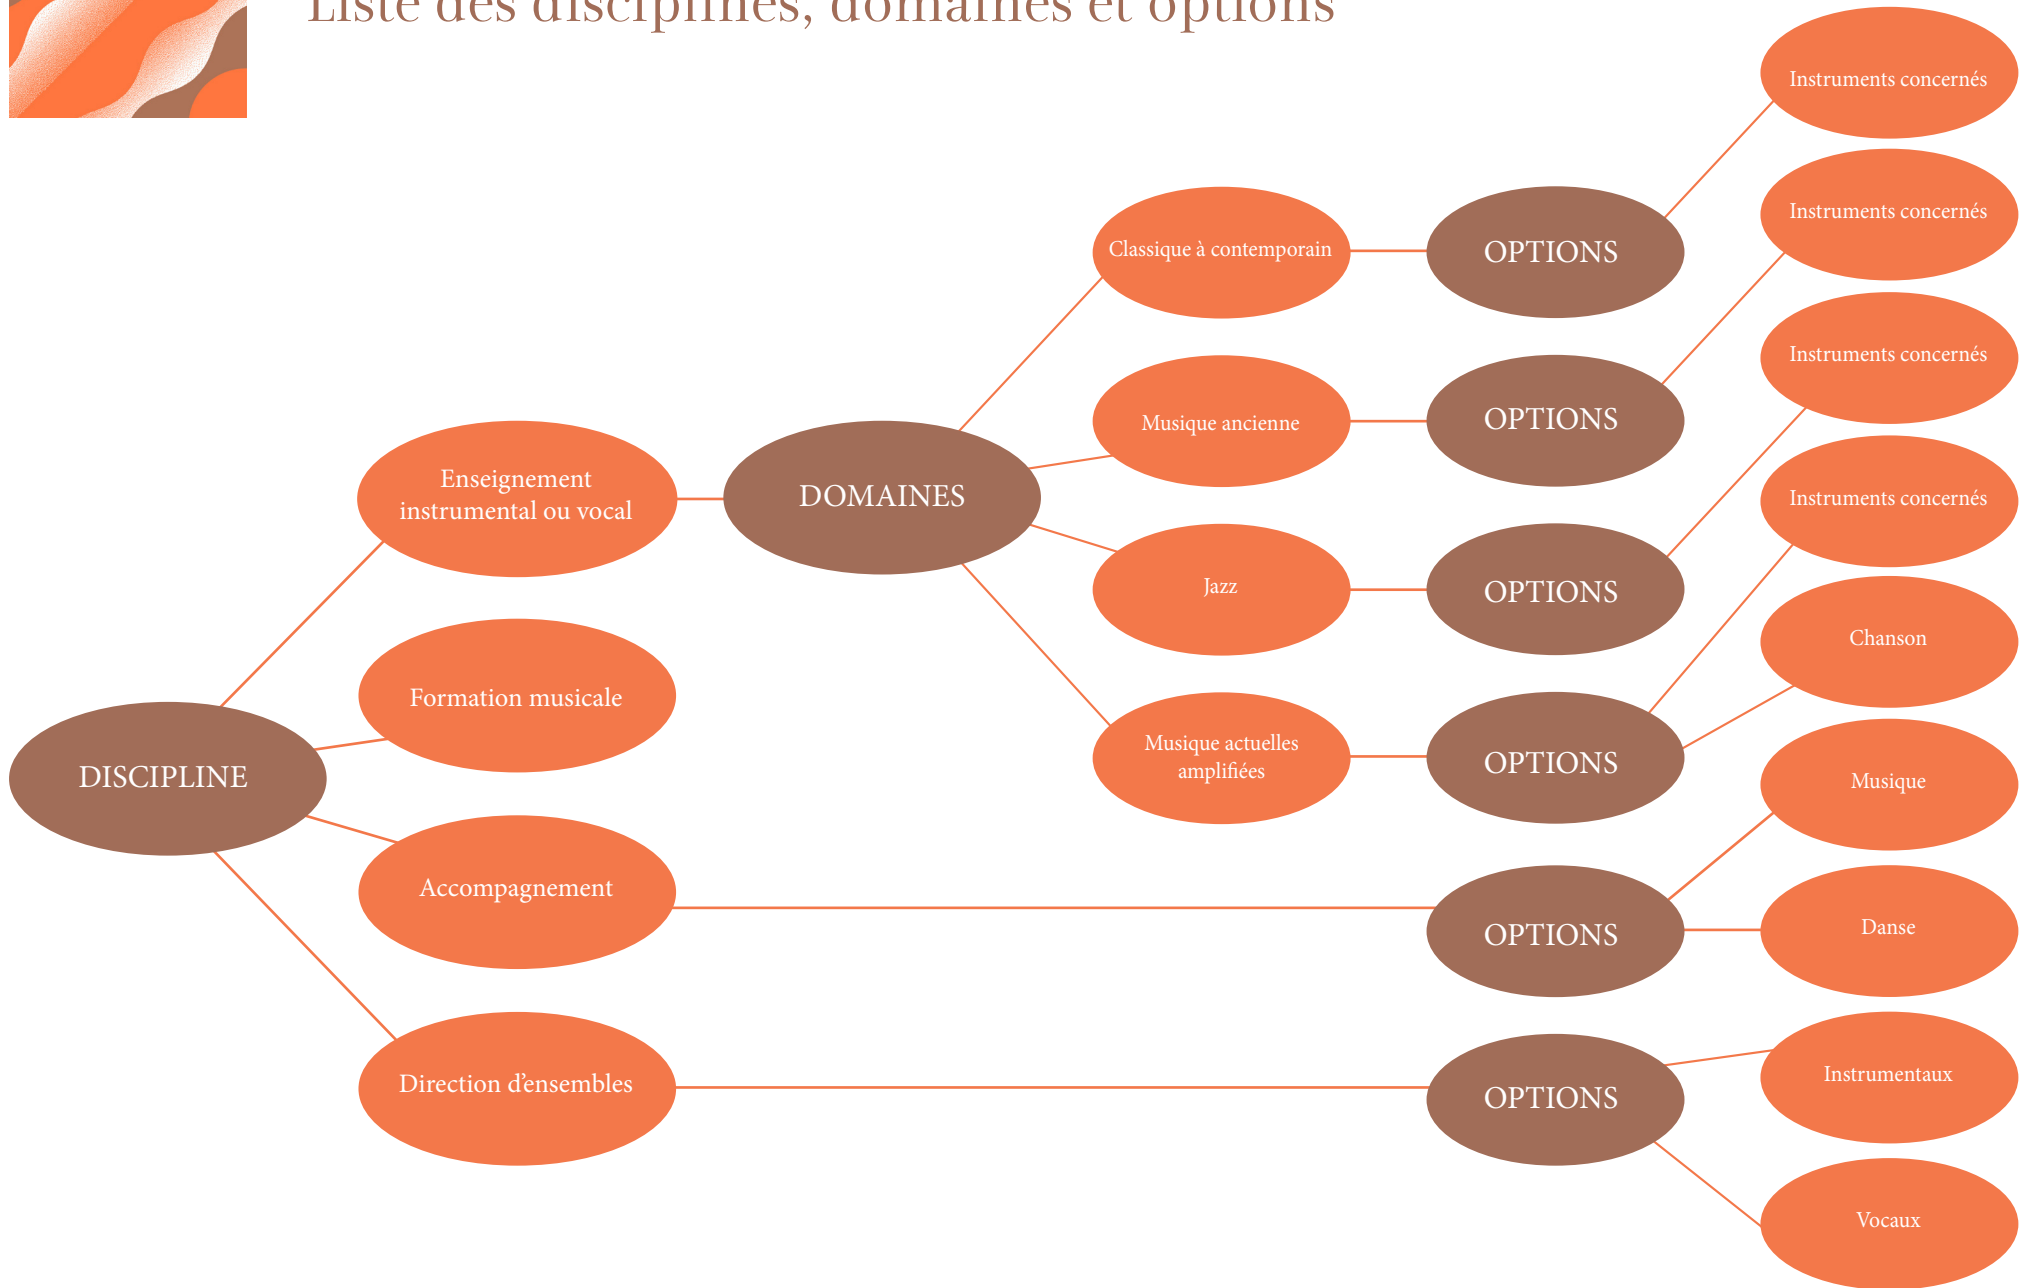 Liste des disciplines, domaines et options
Instruments concernés
Instruments concernés
Classique à contemporain
OPTIONS
Instruments concernés
Musique ancienne
OPTIONS
Enseignement
instrumental ou vocal
DOMAINES
Instruments concernés
Jazz
OPTIONS
Chanson
Formation musicale
Musique actuelles
amplifiées
OPTIONS
Musique
DISCIPLINE
Accompagnement
OPTIONS
Danse
Direction d'ensembles
OPTIONS
Instrumentaux
Vocaux